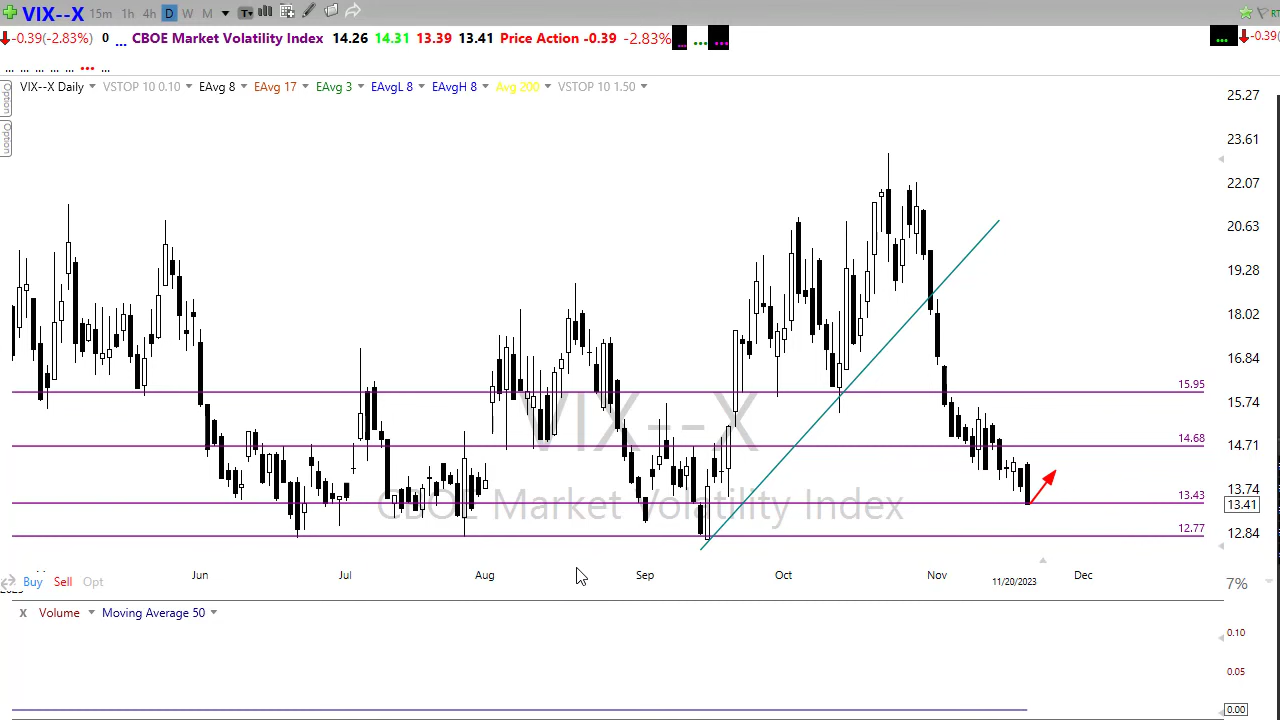 VIX--X 15m 1h 4h D W M T
-0.39(-2.83%) 0 ... CBOE Market Volatility Index 14.26 14.31 13.39 13.41 Price Action -0.39 -2.83% ... ... ... ... -0.39(
... ... ... ... ... ... ...
VIX--X Daily VSTOP 10 0.10 EAvg 8 EAvg 17 EAvg 3 EAvgL 8 EAvgH 8 Avg 200 VSTOP 10 1.50
Option
Option
25.27
23.61
22.07
20.63
19.28
18.02
16.84
15.95
15.74
14.68
14.71
13.74
13.43
13.41
12.77
12.84
VIX--X
CBOE Market Volatility Index
Jun Jul Aug Sep Oct Nov 11/20/2023 Dec
Buy Sell Opt 7%
X Volume Moving Average 50
0.10
0.05
0.00